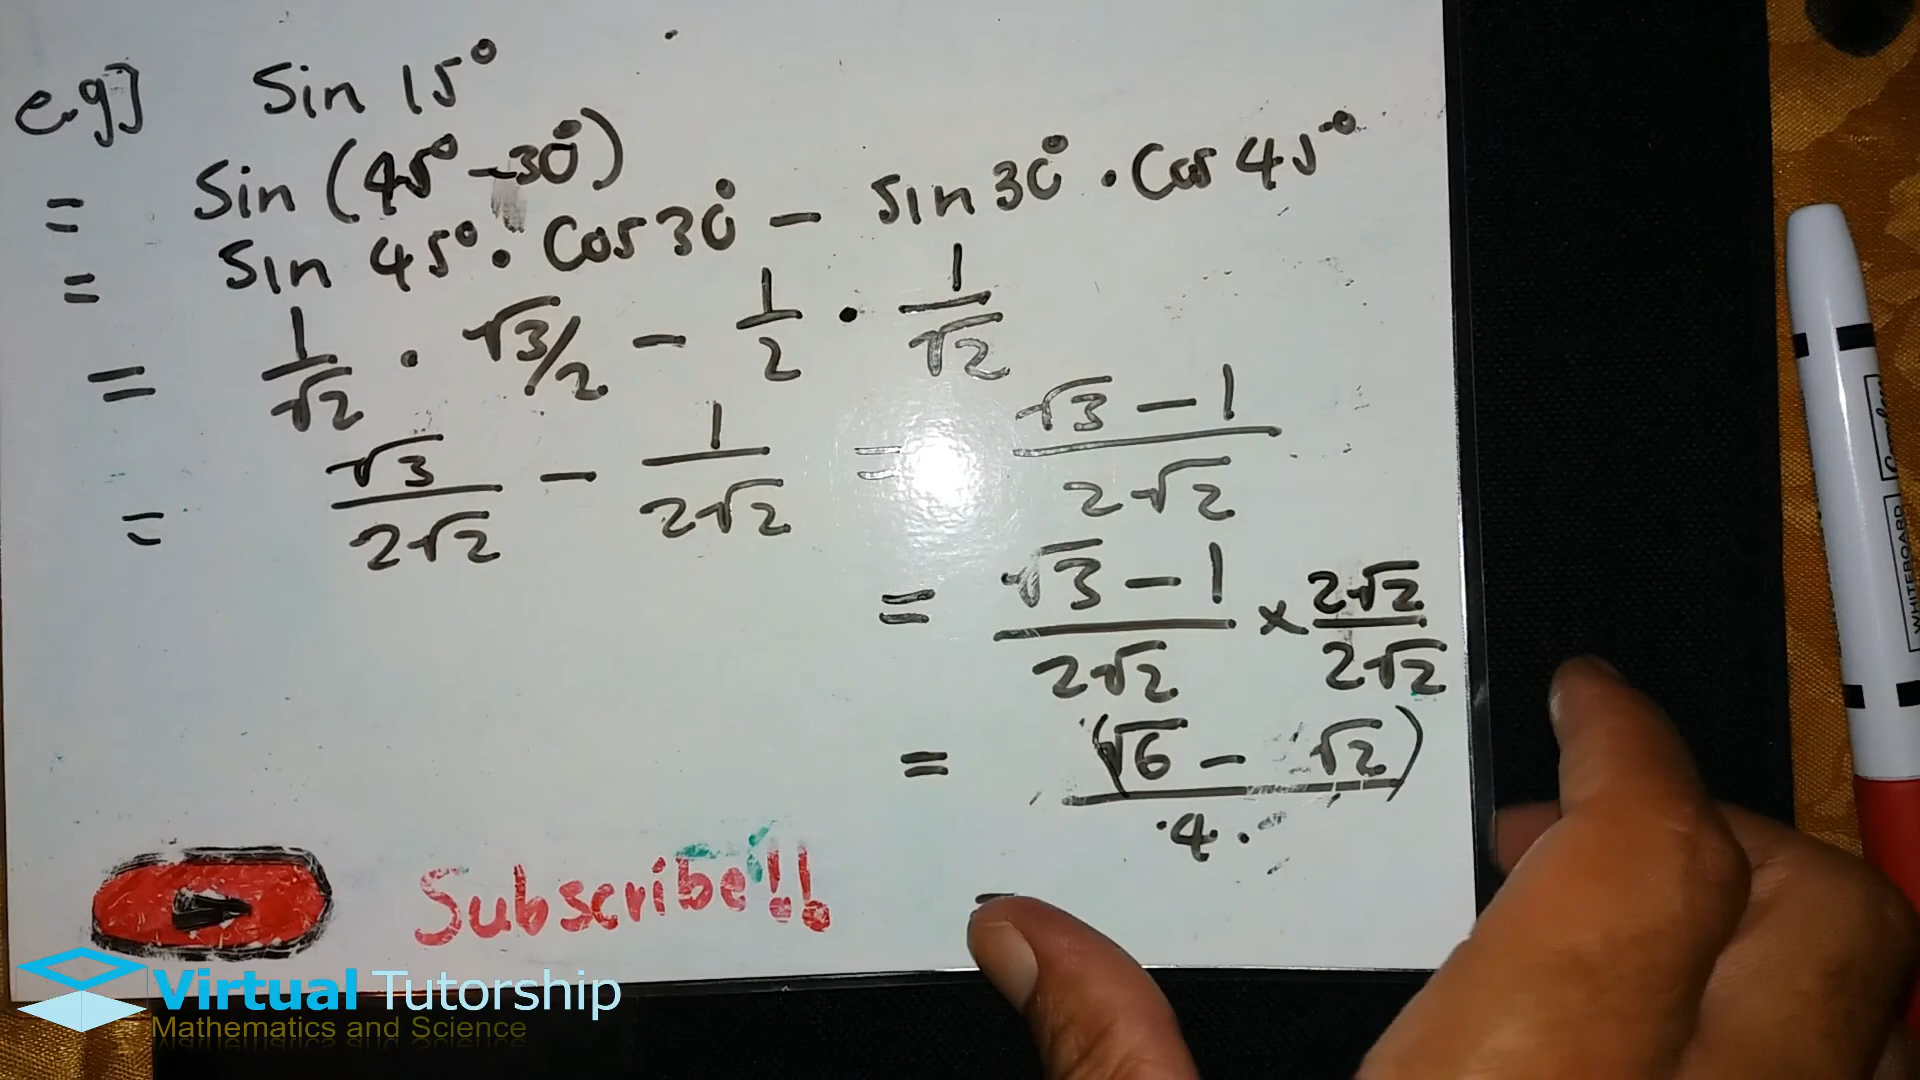 e.g] Sin 15°
= Sin (45° - 30°)
= Sin 45° . Cos 30° - Sin 30° . Cos 45°
= 1/√2 . √3/2 - 1/2 . 1/√2
= √3/2√2 - 1/2√2 = √3 - 1/2√2
= √3 - 1/2√2 × 2√2/2√2
= (√6 - √2)/4
Subscribe!!
Virtual Tutorship
Mathematics and Science
WHITEBOARD